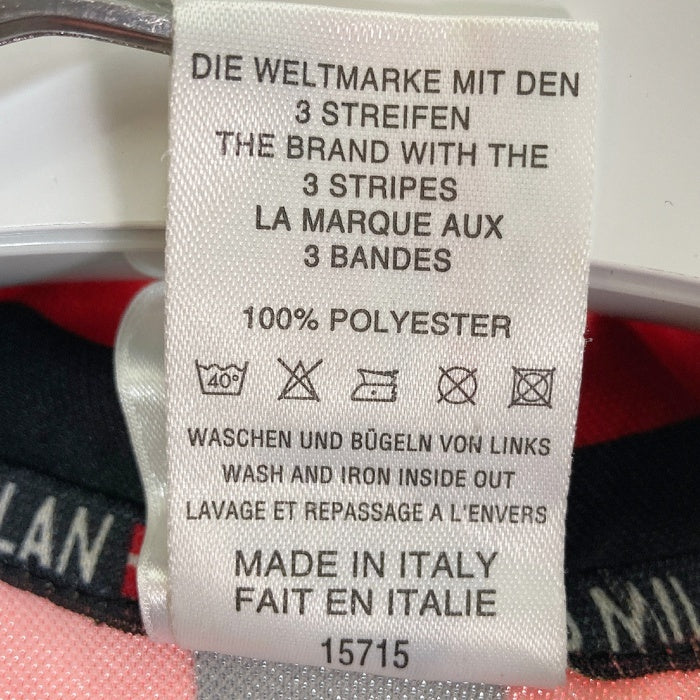 DIE WELTMARKE MIT DEN
3 STREIFEN
THE BRAND WITH THE
3 STRIPES
LA MARQUE AUX
3 BANDES
100% POLYESTER
40°
WASCHEN UND BÜGELN VON LINKS
WASH AND IRON INSIDE OUT
LAVAGE ET REPASSAGE A L'ENVERS
MADE IN ITALY
FAIT EN ITALIE
15715
LAN
MIL